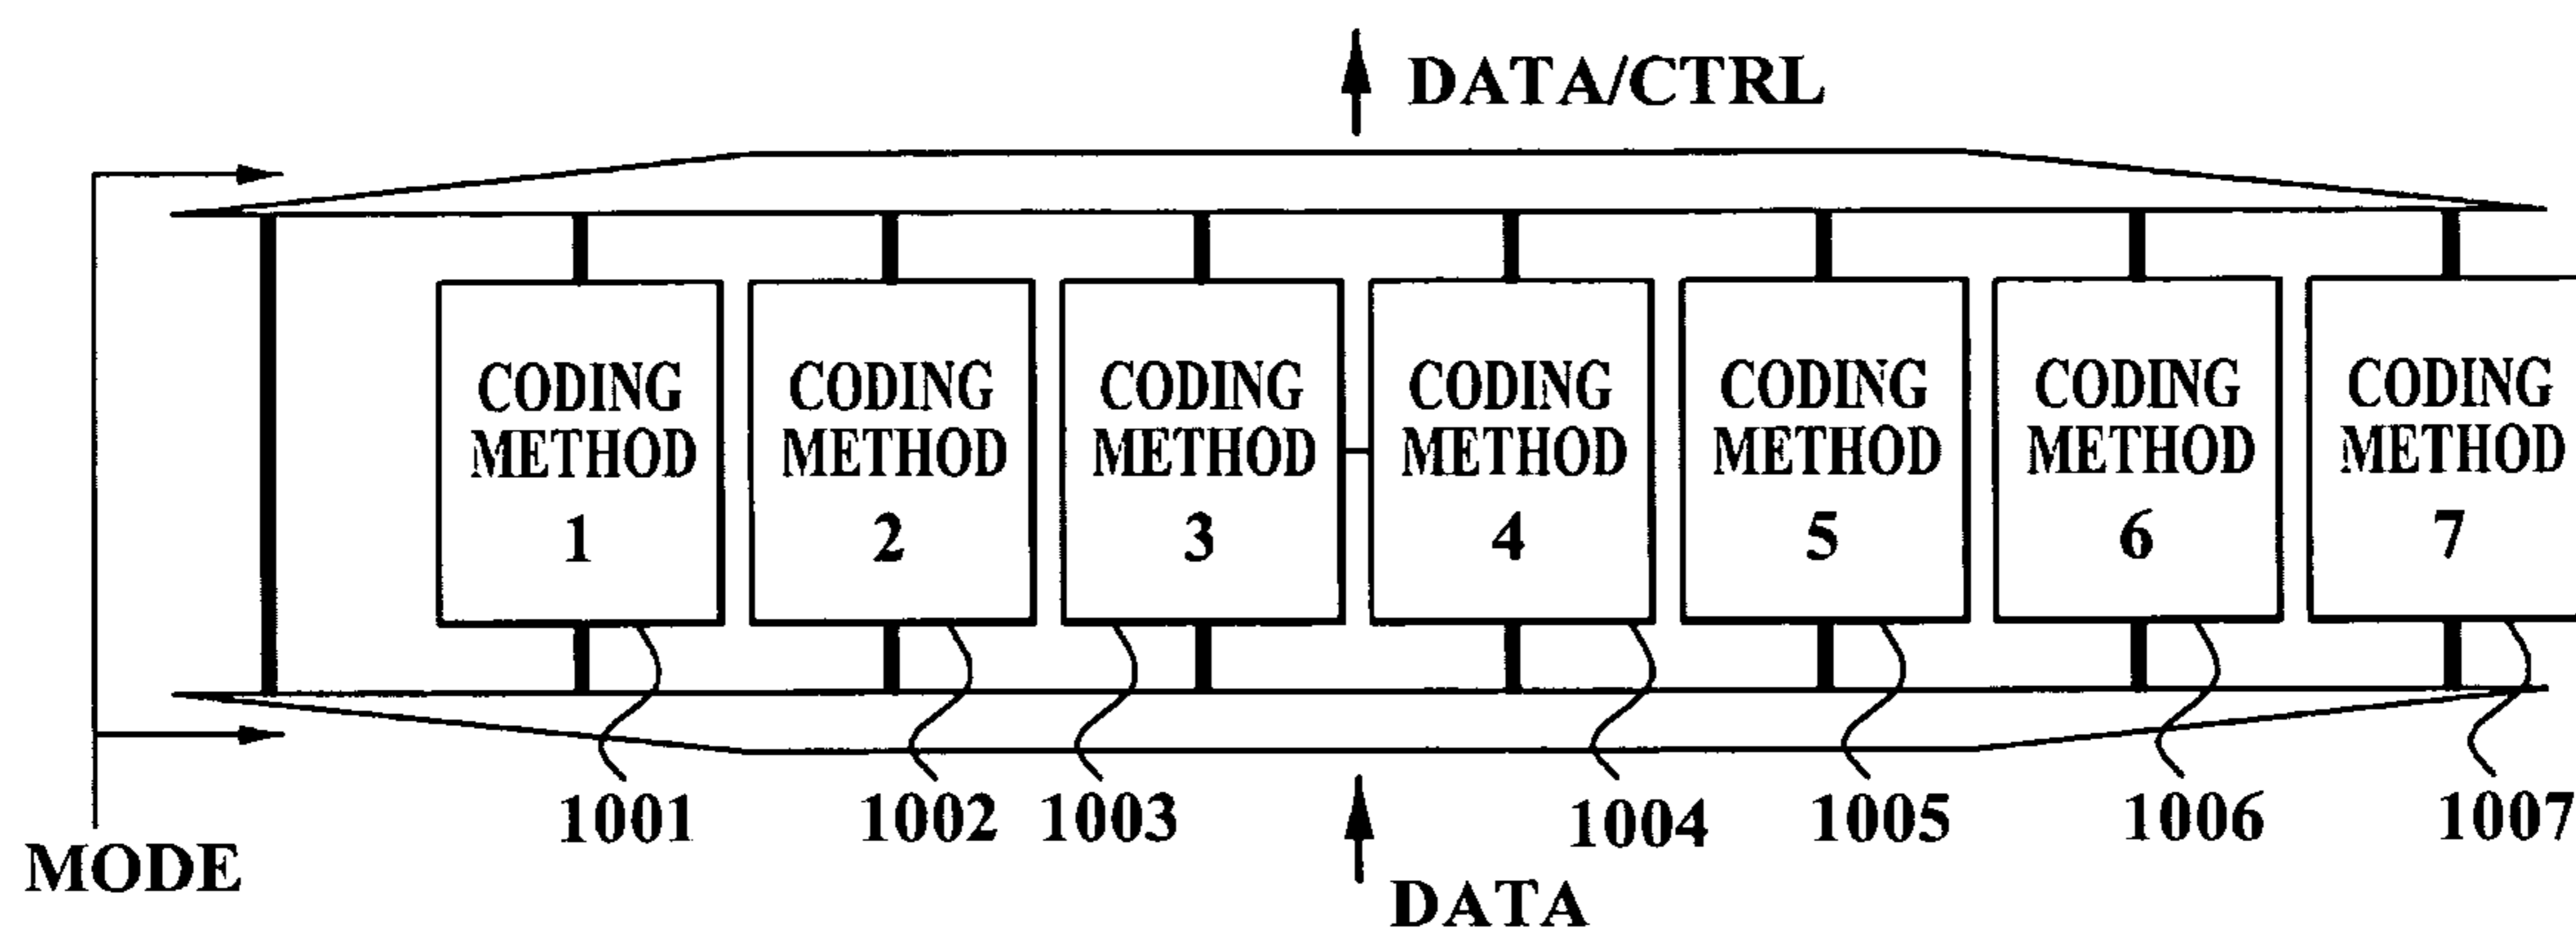 DATA/CTRL
CODING METHOD 1
CODING METHOD 2
CODING METHOD 3
CODING METHOD 4
CODING METHOD 5
CODING METHOD 6
CODING METHOD 7
1001 1002 1003 1004 1005 1006 1007
MODE
DATA